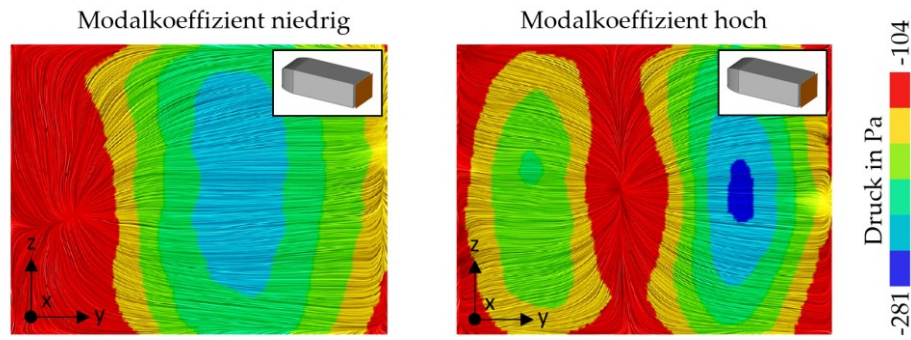 Modalkoeffizient niedrig
Modalkoeffizient hoch
z
x
y
z
x
y
-104
Druck in Pa
-281